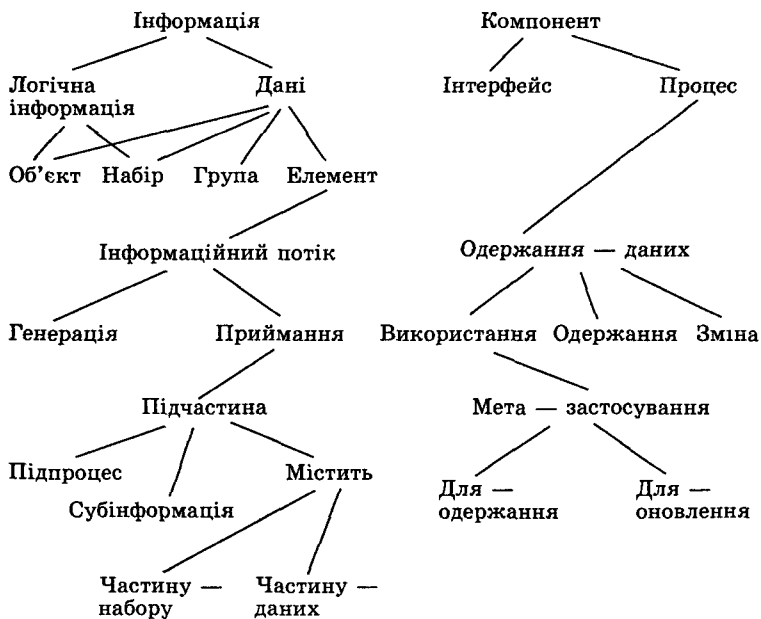 Інформація
Компонент
Логічна
інформація
Дані
Інтерфейс
Процес
Об'єкт
Набір
Група
Елемент
Інформаційний потік
Одержання — даних
Генерація
Приймання
Використання
Одержання
Зміна
Підчастина
Мета — застосування
Підпроцес
Містить
Субінформація
Для —
одержання
Для —
оновлення
Частину —
набору
Частину —
даних